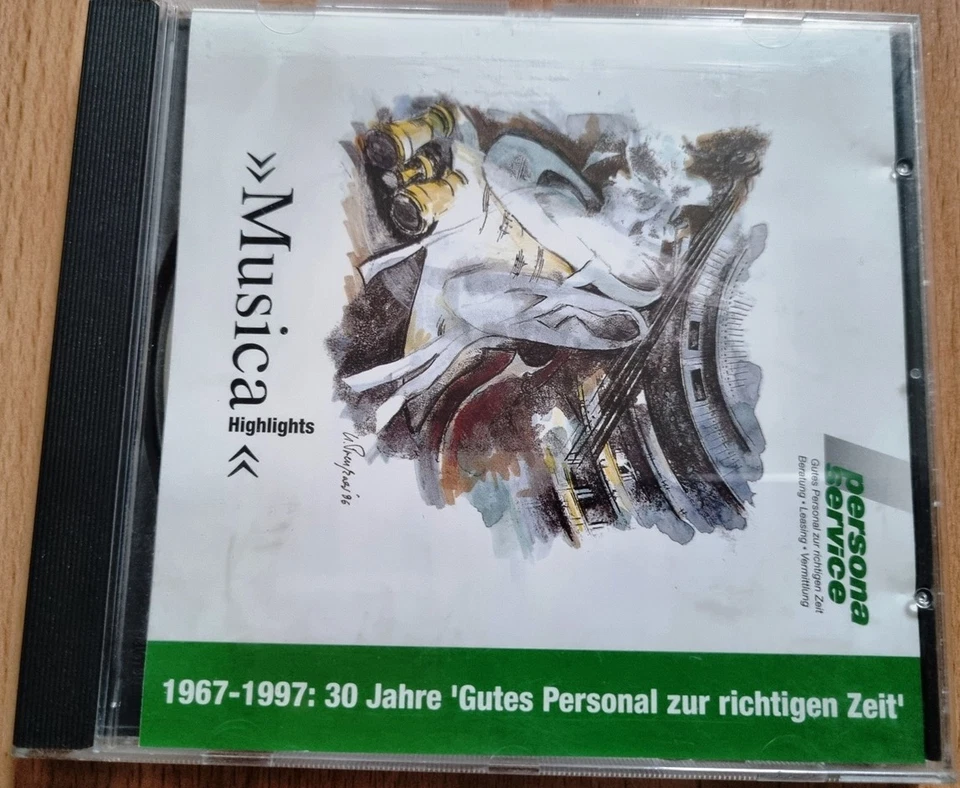 »Musica«
Highlights
persona
service
Gutes Personal zur richtigen Zeit
Beratung • Leasing • Vermittlung
1967-1997: 30 Jahre 'Gutes Personal zur richtigen Zeit'